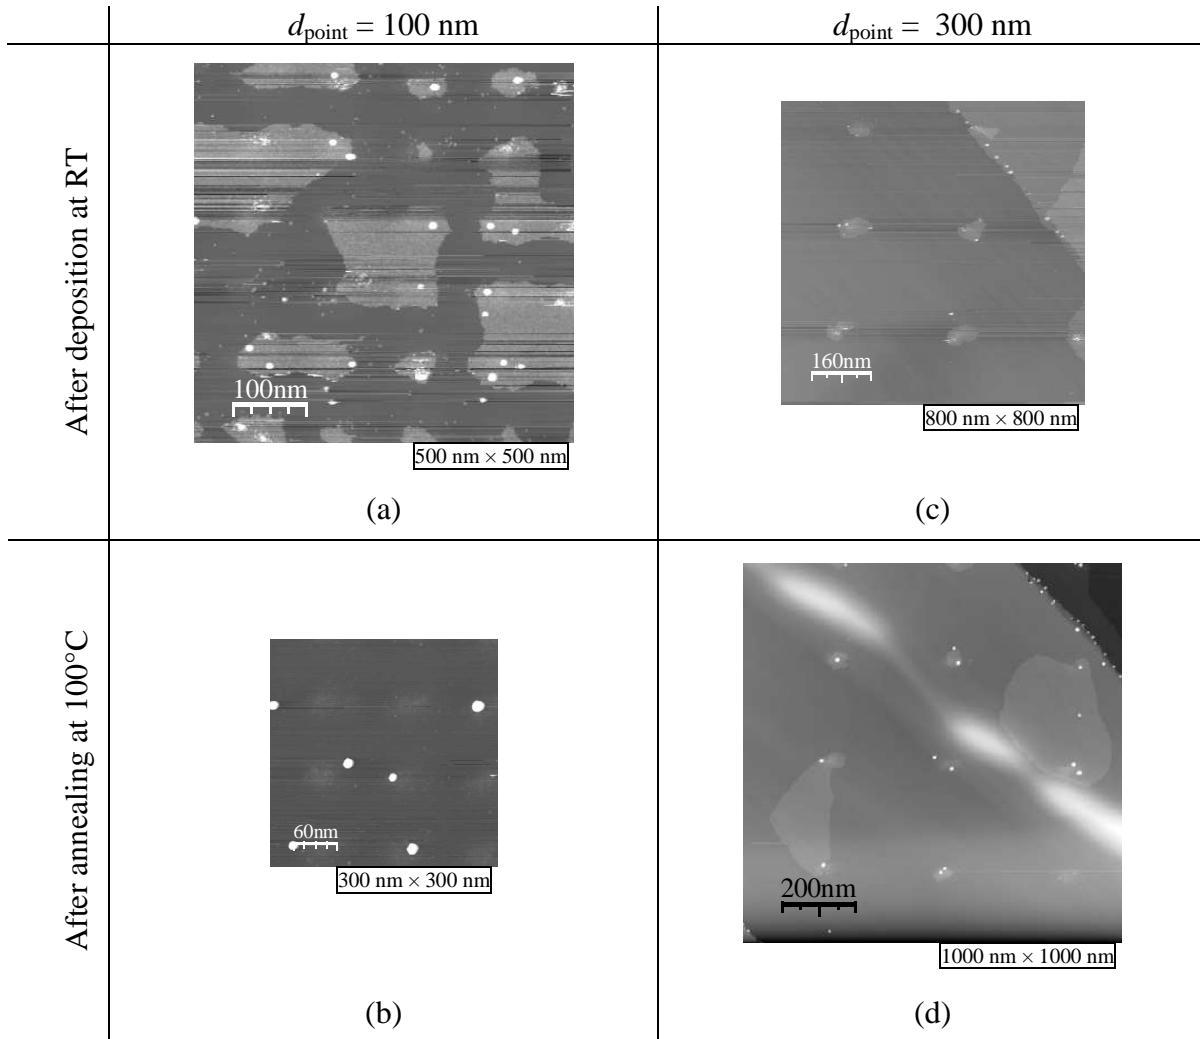 d_point = 100 nm
d_point = 300 nm
After deposition at RT
100nm
500 nm × 500 nm
(a)
160nm
800 nm × 800 nm
(c)
After annealing at 100°C
60nm
300 nm × 300 nm
(b)
200nm
1000 nm × 1000 nm
(d)